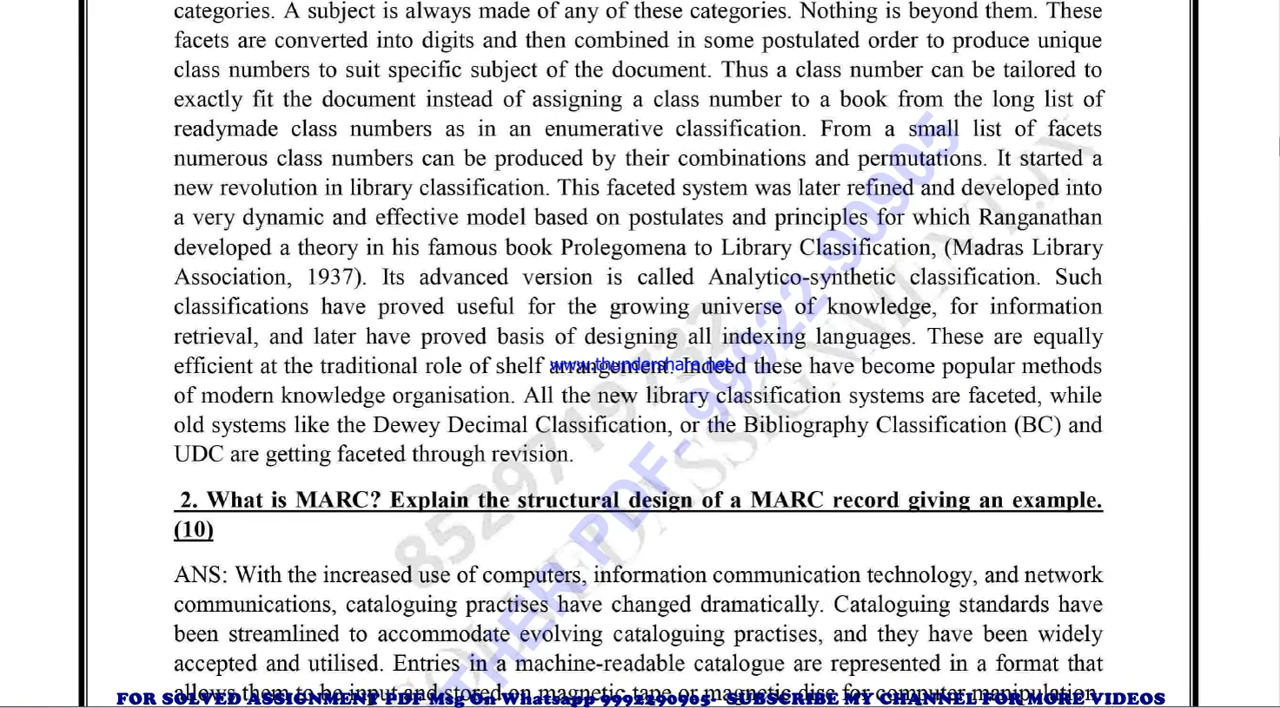 categories. A subject is always made of any of these categories. Nothing is beyond them. These
facets are converted into digits and then combined in some postulated order to produce unique
class numbers to suit specific subject of the document. Thus a class number can be tailored to
exactly fit the document instead of assigning a class number to a book from the long list of
readymade class numbers as in an enumerative classification. From a small list of facets
numerous class numbers can be produced by their combinations and permutations. It started a
new revolution in library classification. This faceted system was later refined and developed into
a very dynamic and effective model based on postulates and principles for which Ranganathan
developed a theory in his famous book Prolegomena to Library Classification, (Madras Library
Association, 1937). Its advanced version is called Analytico-synthetic classification. Such
classifications have proved useful for the growing universe of knowledge, for information
retrieval, and later have proved basis of designing all indexing languages. These are equally
efficient at the traditional role of shelf arrangement. Indeed these have become popular methods
www.thundershare.net
of modern knowledge organisation. All the new library classification systems are faceted, while
old systems like the Dewey Decimal Classification, or the Bibliography Classification (BC) and
UDC are getting faceted through revision.
2. What is MARC? Explain the structural design of a MARC record giving an example.
(10)
ANS: With the increased use of computers, information communication technology, and network
communications, cataloguing practises have changed dramatically. Cataloguing standards have
been streamlined to accommodate evolving cataloguing practises, and they have been widely
accepted and utilised. Entries in a machine-readable catalogue are represented in a format that
allows them to be input and stored on magnetic tape or magnetic disc for computer manipulation.
FOR SOLVED ASSIGNMENT PDF Msg On Whatsapp 9992290905- SUBSCRIBE MY CHANNEL FOR MORE VIDEOS
8529719732
THER PDF- 99922-90905